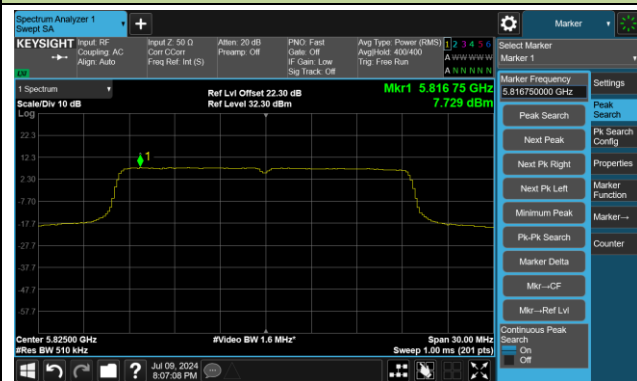 Spectrum Analyzer 1
Swept SA
+
Marker
KEYSIGHT
Input: RF
Coupling: AC
Align: Auto
Input Z: 50 Ω
Corr CCorr
Freq Ref: Int (S)
Atten: 20 dB
Preamp: Off
PNO: Fast
Gate: Off
IF Gain: Low
Sig Track: Off
Avg Type: Power (RMS)
Avg|Hold: 400/400
Trig: Free Run
1 2 3 4 5 6
A W W W W W
A N N N N N
Select Marker
Marker 1
1 Spectrum
Scale/Div 10 dB
Log
Ref Lvl Offset 22.30 dB
Ref Level 32.30 dBm
Mkr1 5.816 75 GHz
7.729 dBm
22.3
12.3
2.30
-7.70
-17.7
-27.7
-37.7
-47.7
-57.7
1
Center 5.82500 GHz
#Res BW 510 kHz
#Video BW 1.6 MHz*
Span 30.00 MHz
Sweep 1.00 ms (201 pts)
Marker Frequency
5.816750000 GHz
Peak Search
Next Peak
Next Pk Right
Next Pk Left
Minimum Peak
Pk-Pk Search
Marker Delta
Mkr→CF
Mkr→Ref Lvl
Continuous Peak
Search
On
Off
Settings
Peak
Search
Pk Search
Config
Properties
Marker
Function
Marker→
Counter
?
Jul 09, 2024
8:07:08 PM